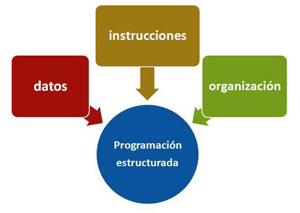 instrucciones
datos
organización
Programación
estructurada